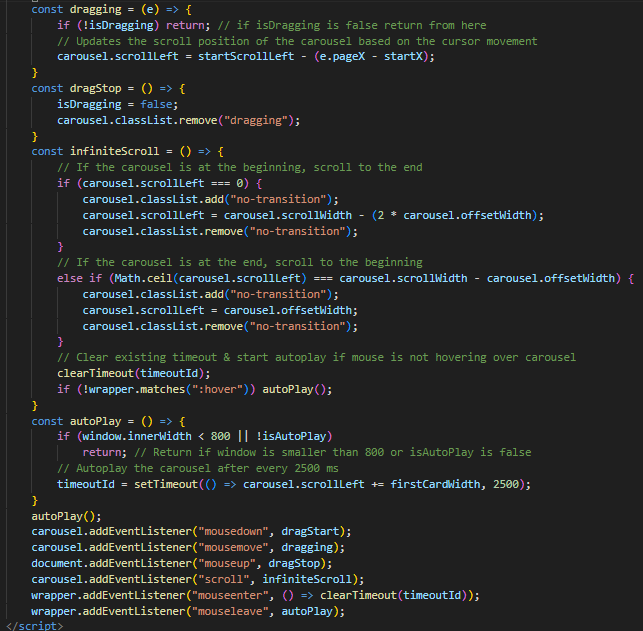 const dragging = (e) => {
if (!isDragging) return; // if isDragging is false return from here
// Updates the scroll position of the carousel based on the cursor movement
carousel.scrollLeft = startScrollLeft - (e.pageX - startX);
}
const dragStop = () => {
isDragging = false;
carousel.classList.remove("dragging");
}
const infiniteScroll = () => {
// If the carousel is at the beginning, scroll to the end
if (carousel.scrollLeft === 0) {
carousel.classList.add("no-transition");
carousel.scrollLeft = carousel.scrollWidth - (2 * carousel.offsetWidth);
carousel.classList.remove("no-transition");
}
// If the carousel is at the end, scroll to the beginning
else if (Math.ceil(carousel.scrollLeft) === carousel.scrollWidth - carousel.offsetWidth) {
carousel.classList.add("no-transition");
carousel.scrollLeft = carousel.offsetWidth;
carousel.classList.remove("no-transition");
}
// Clear existing timeout & start autoplay if mouse is not hovering over carousel
clearTimeout(timeoutId);
if (!wrapper.matches(":hover")) autoPlay();
}
const autoPlay = () => {
if (window.innerWidth < 800 || !isAutoPlay)
return; // Return if window is smaller than 800 or isAutoPlay is false
// Autoplay the carousel after every 2500 ms
timeoutId = setTimeout(() => carousel.scrollLeft += firstCardWidth, 2500);
}
autoPlay();
carousel.addEventListener("mousedown", dragStart);
carousel.addEventListener("mousemove", dragging);
document.addEventListener("mouseup", dragStop);
carousel.addEventListener("scroll", infiniteScroll);
wrapper.addEventListener("mouseenter", () => clearTimeout(timeoutId));
wrapper.addEventListener("mouseleave", autoPlay);
</script>